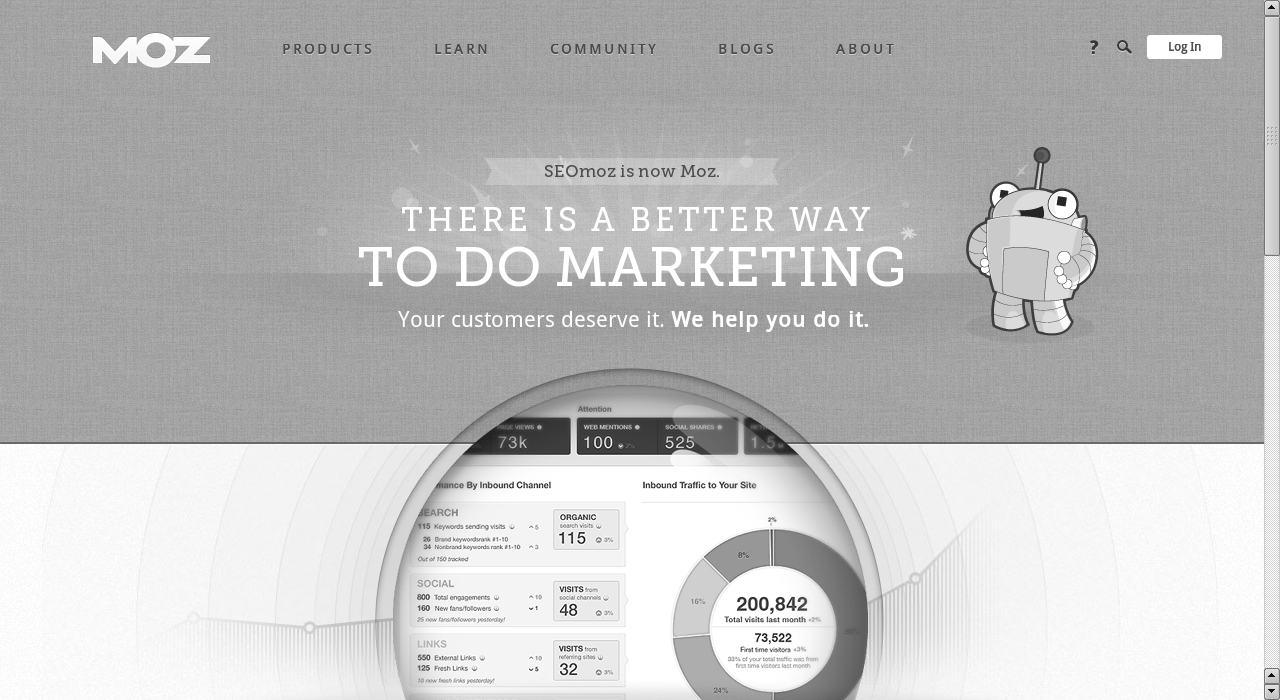 MOZ
PRODUCTS LEARN COMMUNITY BLOGS ABOUT
? Log In
SEOmoz is now Moz.
THERE IS A BETTER WAY
TO DO MARKETING
Your customers deserve it. We help you do it.
Attention
PAGE VIEWS WEB MENTIONS SOCIAL SHARES
73k 100 2% 525 1.5
mance By Inbound Channel
SEARCH
115 Keywords sending visits 5
26 Brand keywordsrank #1-10
34 Nonbrand keywords rank #1-10 3
Out of 150 tracked
ORGANIC
search visits
115 3%
SOCIAL
800 Total engagements 10
160 New fans/followers 1
25 new fans/followers yesterday!
VISITS from
social channels
48 3%
LINKS
550 External Links 10
125 Fresh Links 5
10 new fresh links yesterday!
VISITS from
referring sites
32 3%
Inbound Traffic to Your Site
2%
8%
16%
24%
200,842
Total visits last month +2%
73,522
First time visitors +3%
33% of your total traffic was from
first time visitors last month